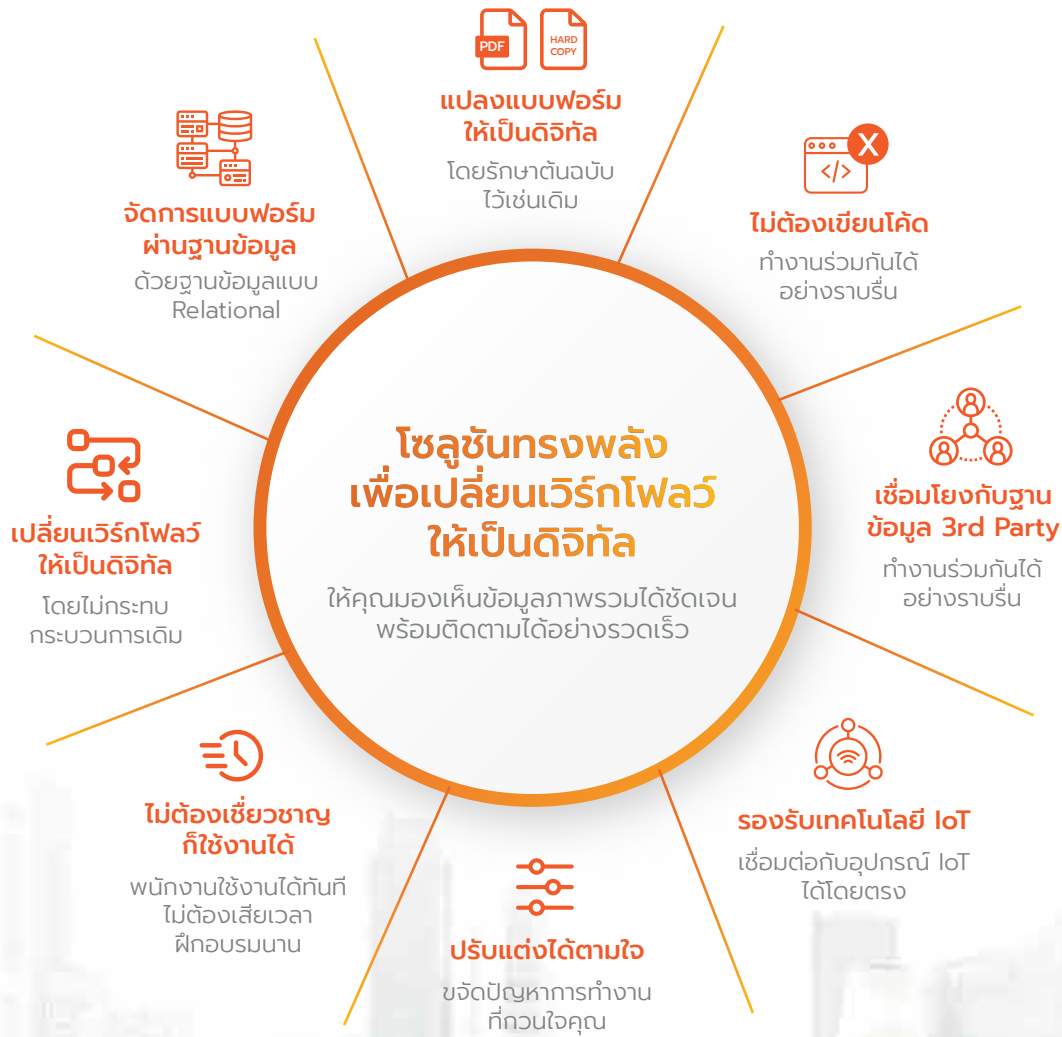 PDF
HARD
COPY
แปลงแบบฟอร์ม
ให้เป็นดิจิทัล
โดยรักษาต้นฉบับ
ไว้เช่นเดิม
X
</>
ไม่ต้องเขียนโค้ด
ทำงานร่วมกันได้
อย่างราบรื่น
เชื่อมโยงกับฐาน
ข้อมูล 3rd Party
ทำงานร่วมกันได้
อย่างราบรื่น
รองรับเทคโนโลยี IoT
เชื่อมต่อกับอุปกรณ์ IoT
ได้โดยตรง
ปรับแต่งได้ตามใจ
ขจัดปัญหาการทำงาน
ที่กวนใจคุณ
ไม่ต้องเชี่ยวชาญ
ก็ใช้งานได้
พนักงานใช้งานได้ทันที
ไม่ต้องเสียเวลา
ฝึกอบรมนาน
เปลี่ยนเวิร์กโฟลว์
ให้เป็นดิจิทัล
โดยไม่กระทบ
กระบวนการเดิม
จัดการแบบฟอร์ม
ผ่านฐานข้อมูล
ด้วยฐานข้อมูลแบบ
Relational
โซลูชันทรงพลัง
เพื่อเปลี่ยนเวิร์กโฟลว์
ให้เป็นดิจิทัล
ให้คุณมองเห็นข้อมูลภาพรวมได้ชัดเจน
พร้อมติดตามได้อย่างรวดเร็ว